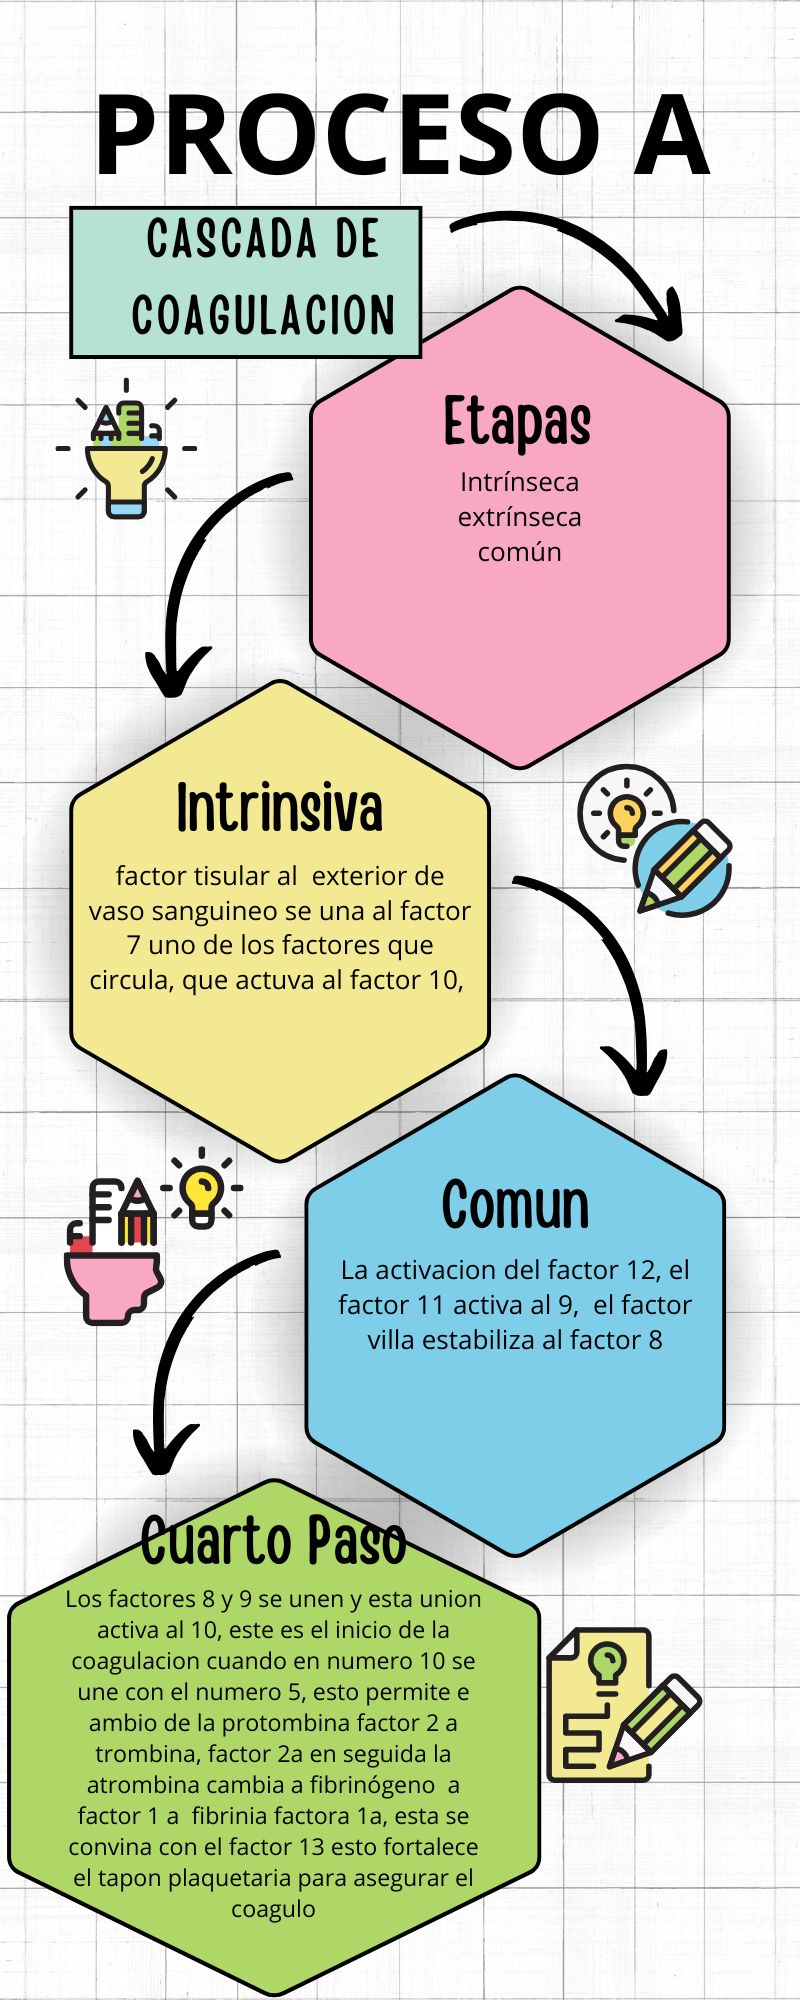 PROCESO A
CASCADA DE
COAGULACION
Etapas
Intrínseca
extrínseca
común
Intrinsiva
factor tisular al  exterior de
vaso sanguineo se una al factor
7 uno de los factores que
circula, que actuva al factor 10,
Comun
La activacion del factor 12, el
factor 11 activa al 9,  el factor
villa estabiliza al factor 8
Cuarto Paso
Los factores 8 y 9 se unen y esta union
activa al 10, este es el inicio de la
coagulacion cuando en numero 10 se
une con el numero 5, esto permite e
ambio de la protombina factor 2 a
trombina, factor 2a en seguida la
atrombina cambia a fibrinógeno  a
factor 1 a  fibrinia factora 1a, esta se
convina con el factor 13 esto fortalece
el tapon plaquetaria para asegurar el
coagulo